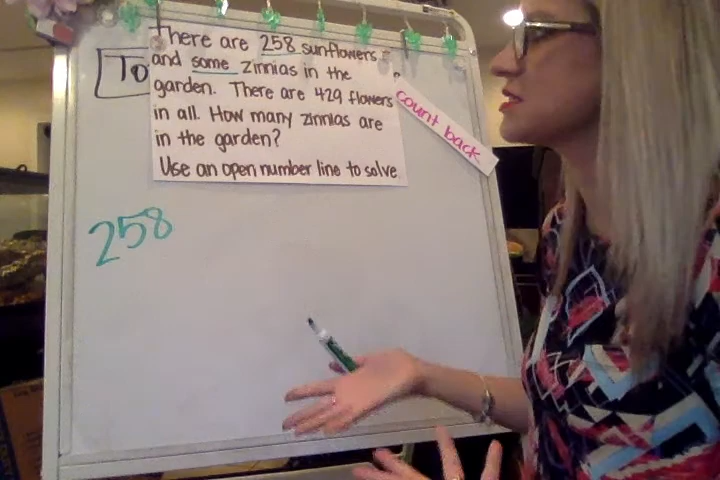 To
There are 258 sunflowers
and some zinnias in the
garden. There are 429 flowers
in all. How many zinnias are
in the garden?
Use an open number line to solve
count back
258